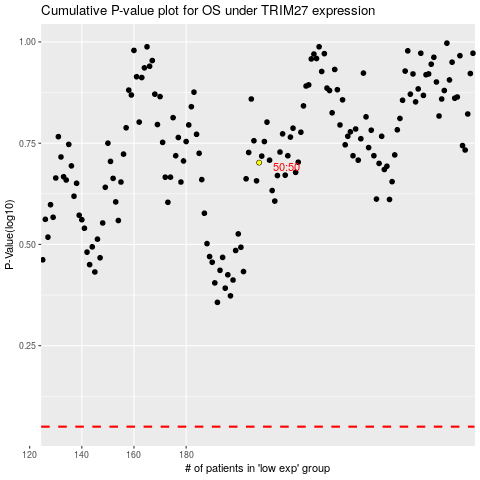 Cumulative P-value plot for OS under TRIM27 expression
P-Value(log10)
1.00
0.75
0.50
0.25
50:50
120 140 160 180
# of patients in 'low exp' group